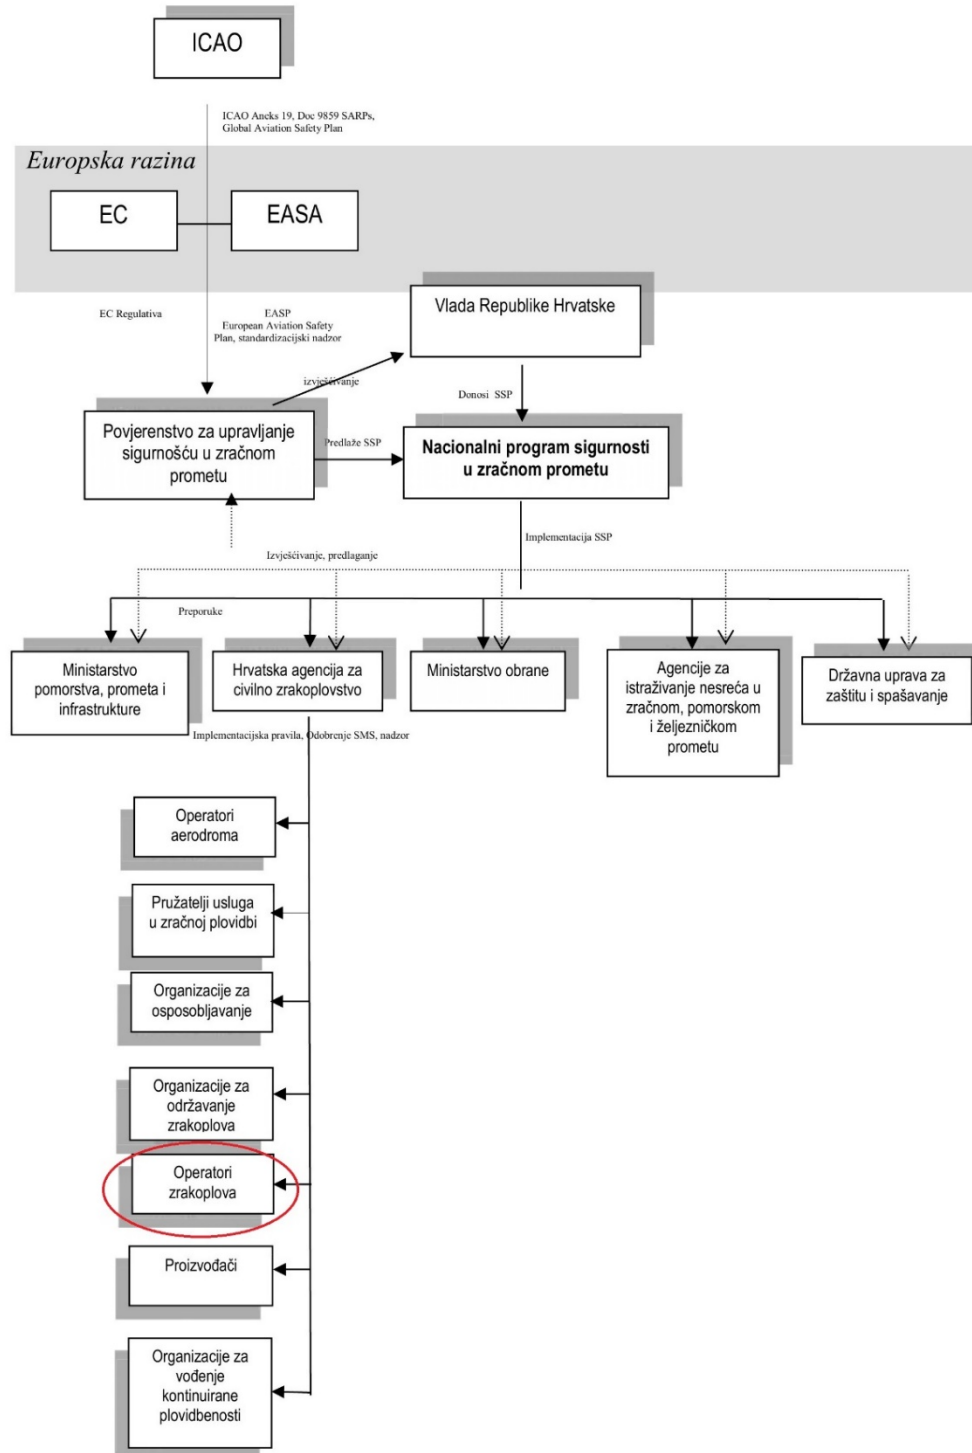 ICAO
ICAO Aneks 19, Doc 9859 SARPs,
Global Aviation Safety Plan
Europska razina
EC
EASA
EC Regulativa
EASP
European Aviation Safety
Plan, standardizacijski nadzor
Vlada Republike Hrvatske
izvješćivanje
Donosi SSP
Povjerenstvo za upravljanje
sigurnošću u zračnom
prometu
Predlaže SSP
Nacionalni program sigurnosti
u zračnom prometu
Implementacija SSP
Izvješćivanje, predlaganje
Preporuke
Ministarstvo
pomorstva, prometa i
infrastrukture
Hrvatska agencija za
civilno zrakoplovstvo
Ministarstvo obrane
Agencije za
istraživanje nesreća u
zračnom, pomorskom
i željezničkom
prometu
Državna uprava za
zaštitu i spašavanje
Implementacijska pravila, Odobrenje SMS, nadzor
Operatori
aerodroma
Pružatelji usluga
u zračnoj plovidbi
Organizacije za
osposobljavanje
Organizacije za
održavanje
zrakoplova
Operatori
zrakoplova
Proizvođači
Organizacije za
vođenje
kontinuirane
plovidbenosti